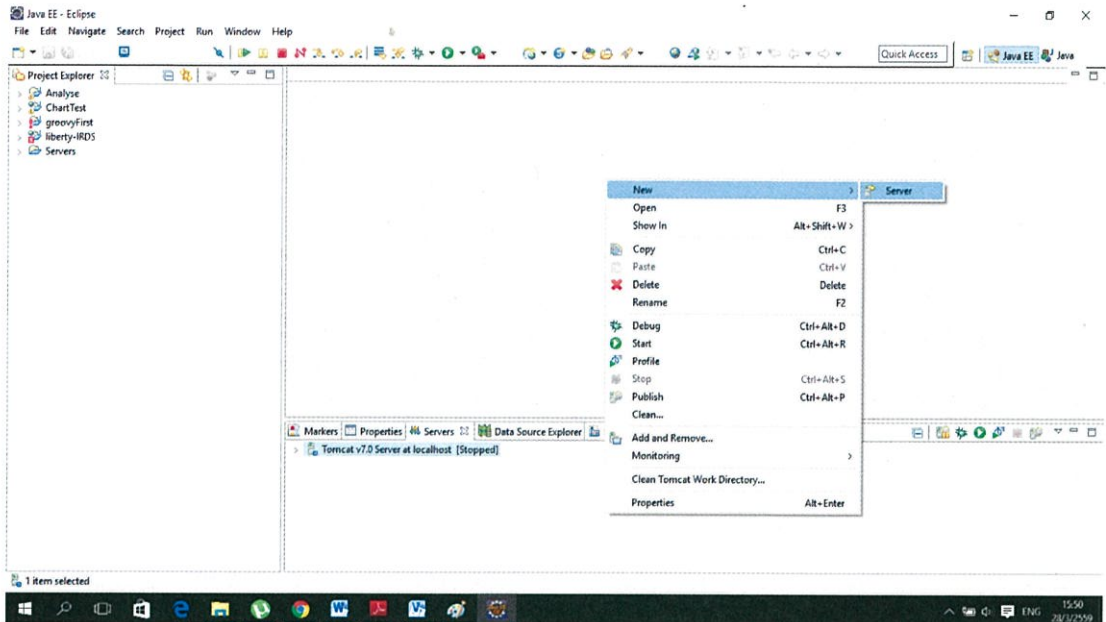 Java EE - Eclipse
File Edit Navigate Search Project Run Window Help
Quick Access
Java EE
Java
Project Explorer
Analyse
ChartTest
groovyFirst
liberty-IRDS
Servers
New
Server
Open F3
Show In Alt+Shift+W >
Copy Ctrl+C
Paste Ctrl+V
Delete Delete
Rename F2
Debug Ctrl+Alt+D
Start Ctrl+Alt+R
Profile
Stop Ctrl+Alt+S
Publish Ctrl+Alt+P
Clean...
Add and Remove...
Monitoring
Clean Tomcat Work Directory...
Properties Alt+Enter
Markers Properties Servers Data Source Explorer
Tomcat v7.0 Server at localhost [Stopped]
1 item selected
ENG
15:50
28/3/2559